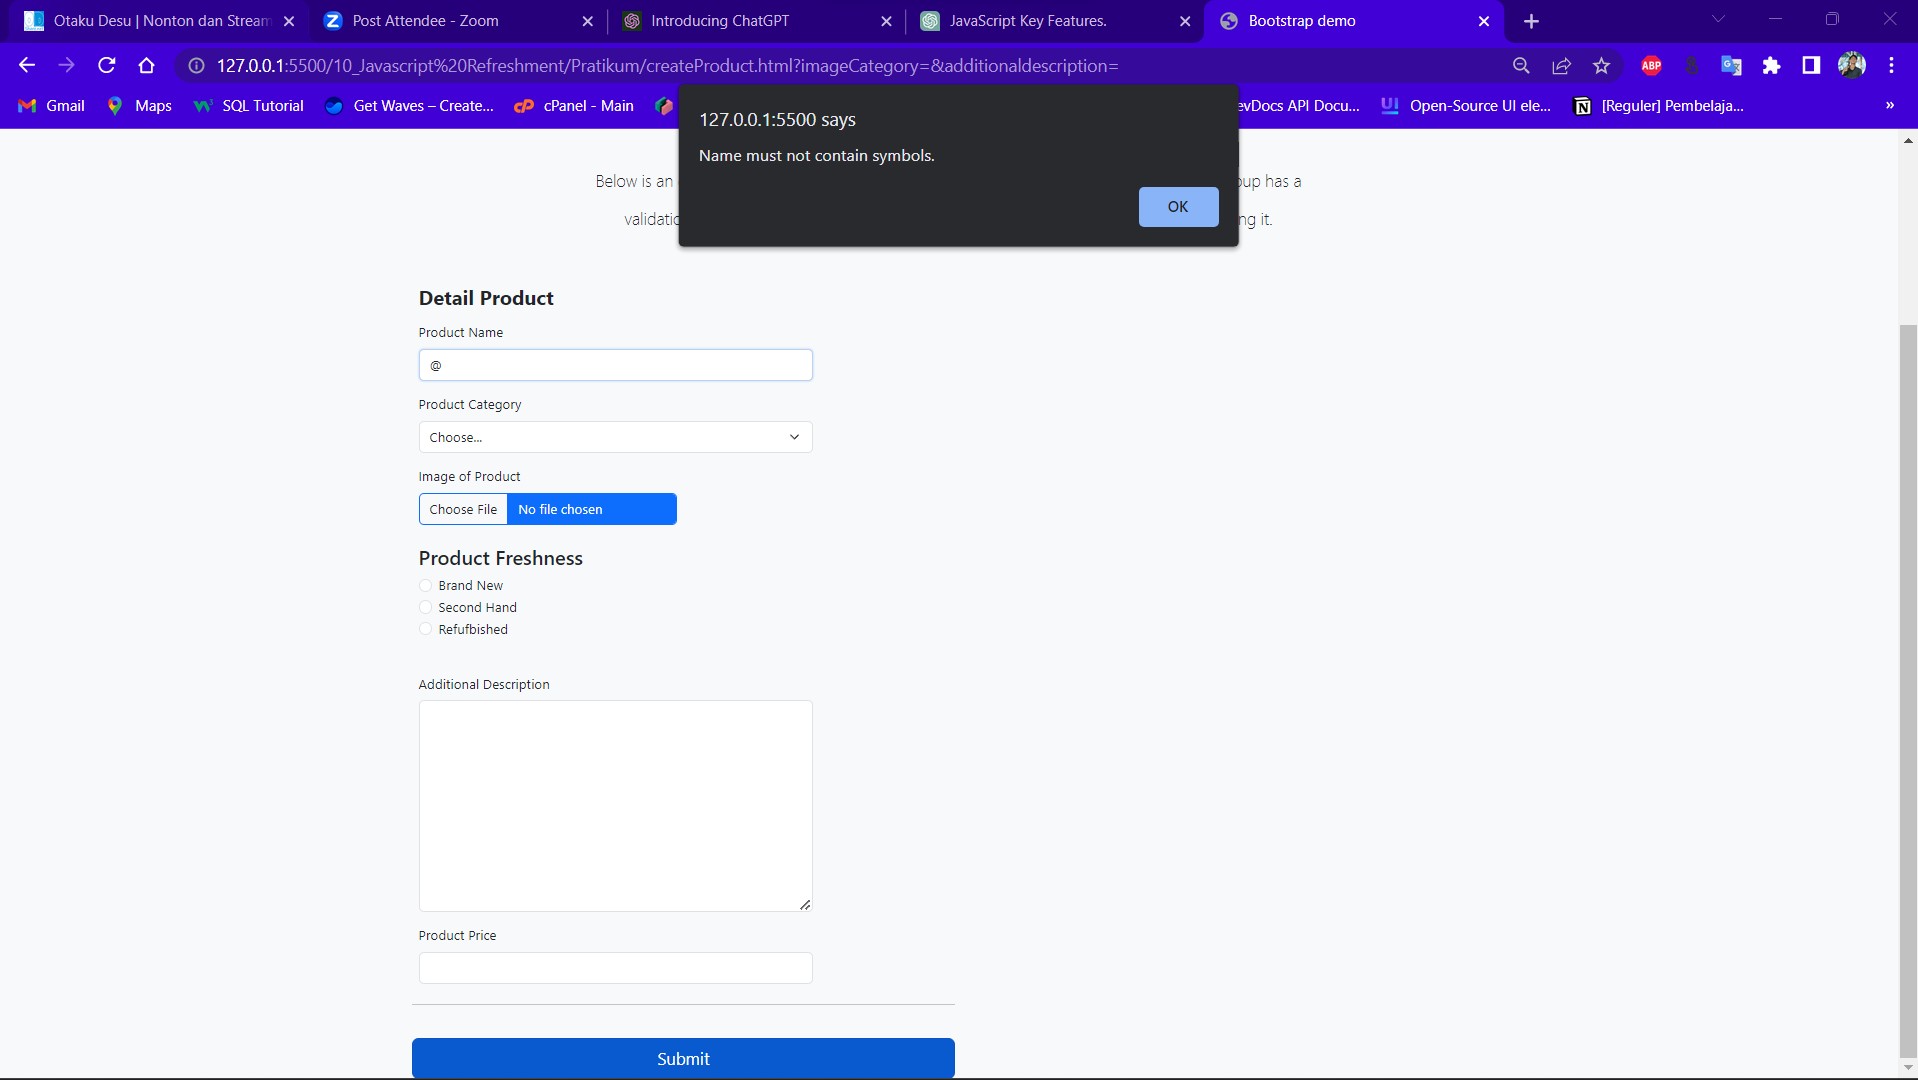 Otaku Desu | Nonton dan Stream
Post Attendee - Zoom
Introducing ChatGPT
JavaScript Key Features.
Bootstrap demo
127.0.0.1:5500/10_Javascript%20Refreshment/Pratikum/createProduct.html?imageCategory=&additionaldescription=
ABP
Gmail
Maps
SQL Tutorial
Get Waves – Create...
cPanel - Main
evDocs API Docu...
Open-Source UI ele...
[Reguler] Pembelaja...
»
127.0.0.1:5500 says
Name must not contain symbols.
OK
Below is an
oup has a
validatio
ng it.
Detail Product
Product Name
@
Product Category
Choose...
Image of Product
Choose File No file chosen
Product Freshness
Brand New
Second Hand
Refufbished
Additional Description
Product Price
Submit